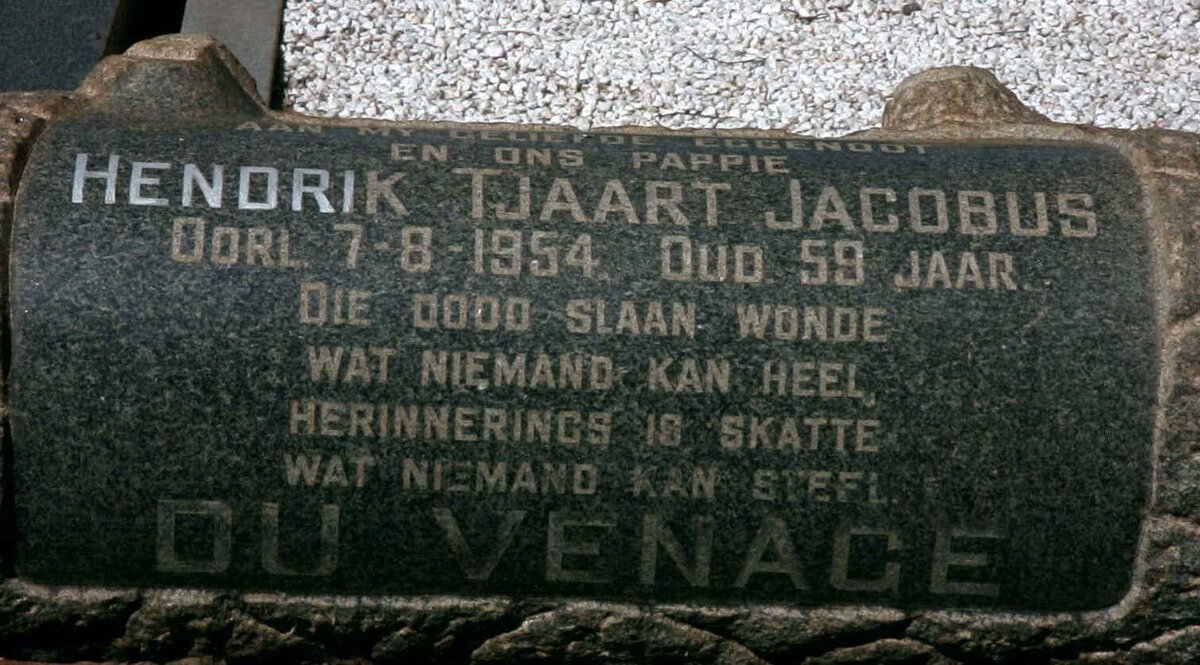 AAN MY GELIEFDE EGGENOOT
EN ONS PAPPIE
HENDRIK TJAART JACOBUS
OORL. 7-8-1954. OUD 59 JAAR.
DIE DOOD SLAAN WONDE
WAT NIEMAND KAN HEEL,
HERINNERINGS IS SKATTE
WAT NIEMAND KAN STEEL.
DU VENAGE